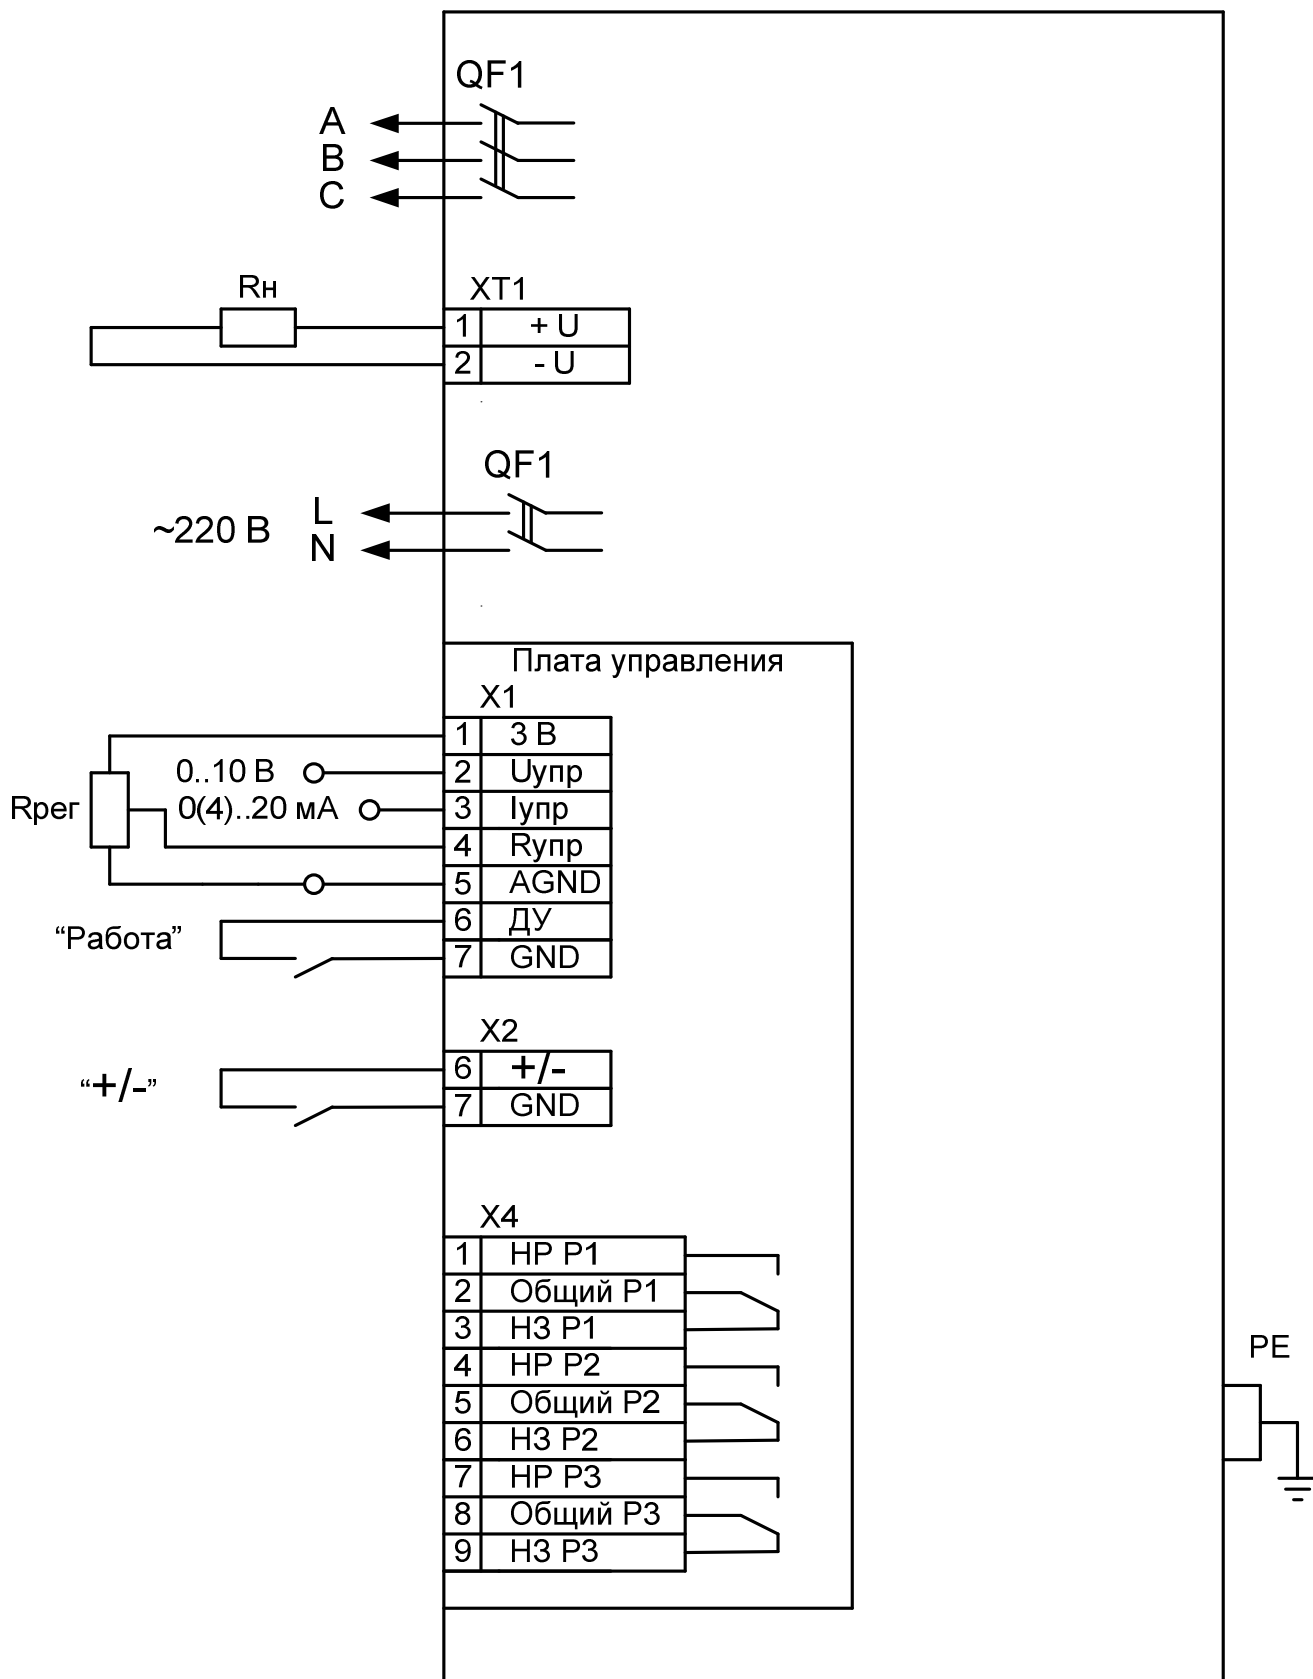 QF1
A
B
C
Rн
XT1
1 + U
2 - U
QF1
~220 В
L
N
Плата управления
X1
1 3 В
0..10 В 2 Uупр
Rрег 0(4)..20 мА 3 Iупр
4 Rупр
5 AGND
6 ДУ
“Работа”
7 GND
X2
6 +/-
“+/-”
7 GND
X4
1 НР Р1
2 Общий Р1
3 НЗ Р1
PE
4 НР Р2
5 Общий Р2
6 НЗ Р2
7 НР Р3
8 Общий Р3
9 НЗ Р3